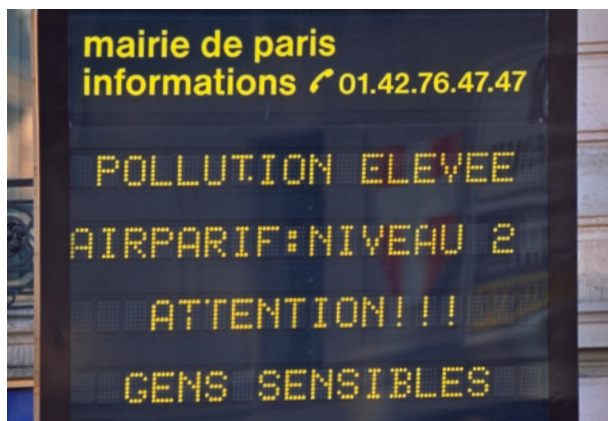 mairie de paris
informations 01.42.76.47.47
POLLUTION ELEVEE
AIRPARIF:NIVEAU 2
ATTENTION!!!
GENS SENSIBLES